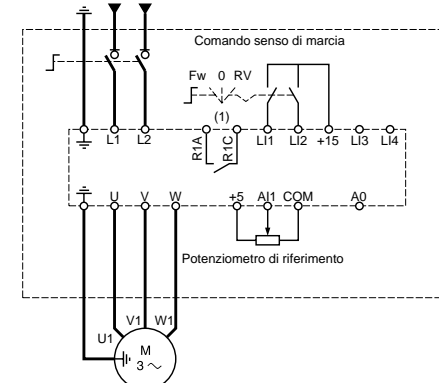 Comando senso di marcia
Fw 0 RV
(1)
L1 L2 R1A R1C LI1 LI2 +15 LI3 LI4
U V W +5 AI1 COM A0
Potenziometro di riferimento
U1 V1 W1
M
3 ~